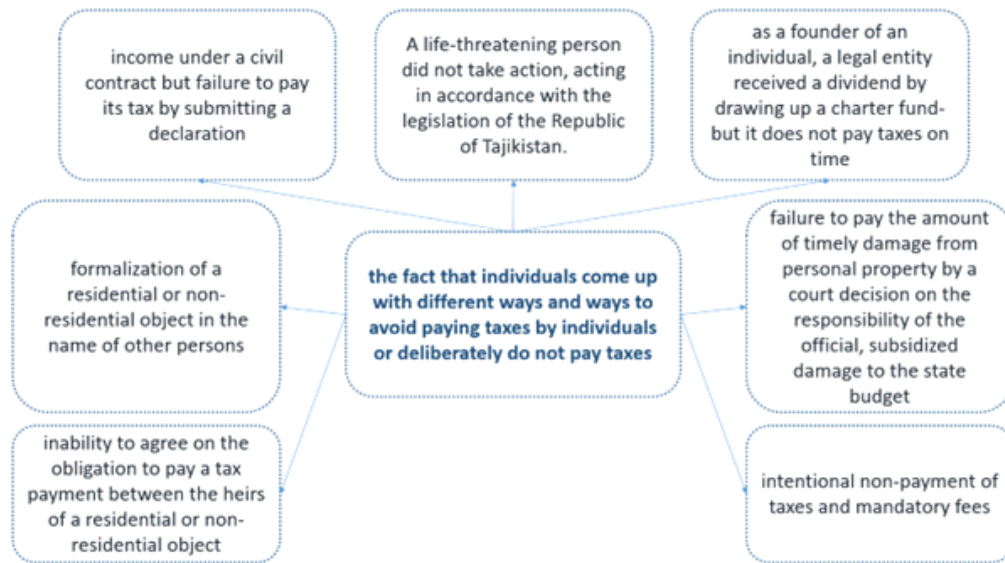 income under a civil
contract but failure to pay
its tax by submitting a
declaration
A life-threatening person
did not take action, acting
in accordance with the
legislation of the Republic
of Tajikistan.
as a founder of an
individual, a legal entity
received a dividend by
drawing up a charter fund-
but it does not pay taxes on
time
formalization of a
residential or non-
residential object in the
name of other persons
the fact that individuals come up
with different ways and ways to
avoid paying taxes by individuals
or deliberately do not pay taxes
failure to pay the amount
of timely damage from
personal property by a
court decision on the
responsibility of the
official, subsidized
damage to the state
budget
inability to agree on the
obligation to pay a tax
payment between the heirs
of a residential or non-
residential object
intentional non-payment of
taxes and mandatory fees